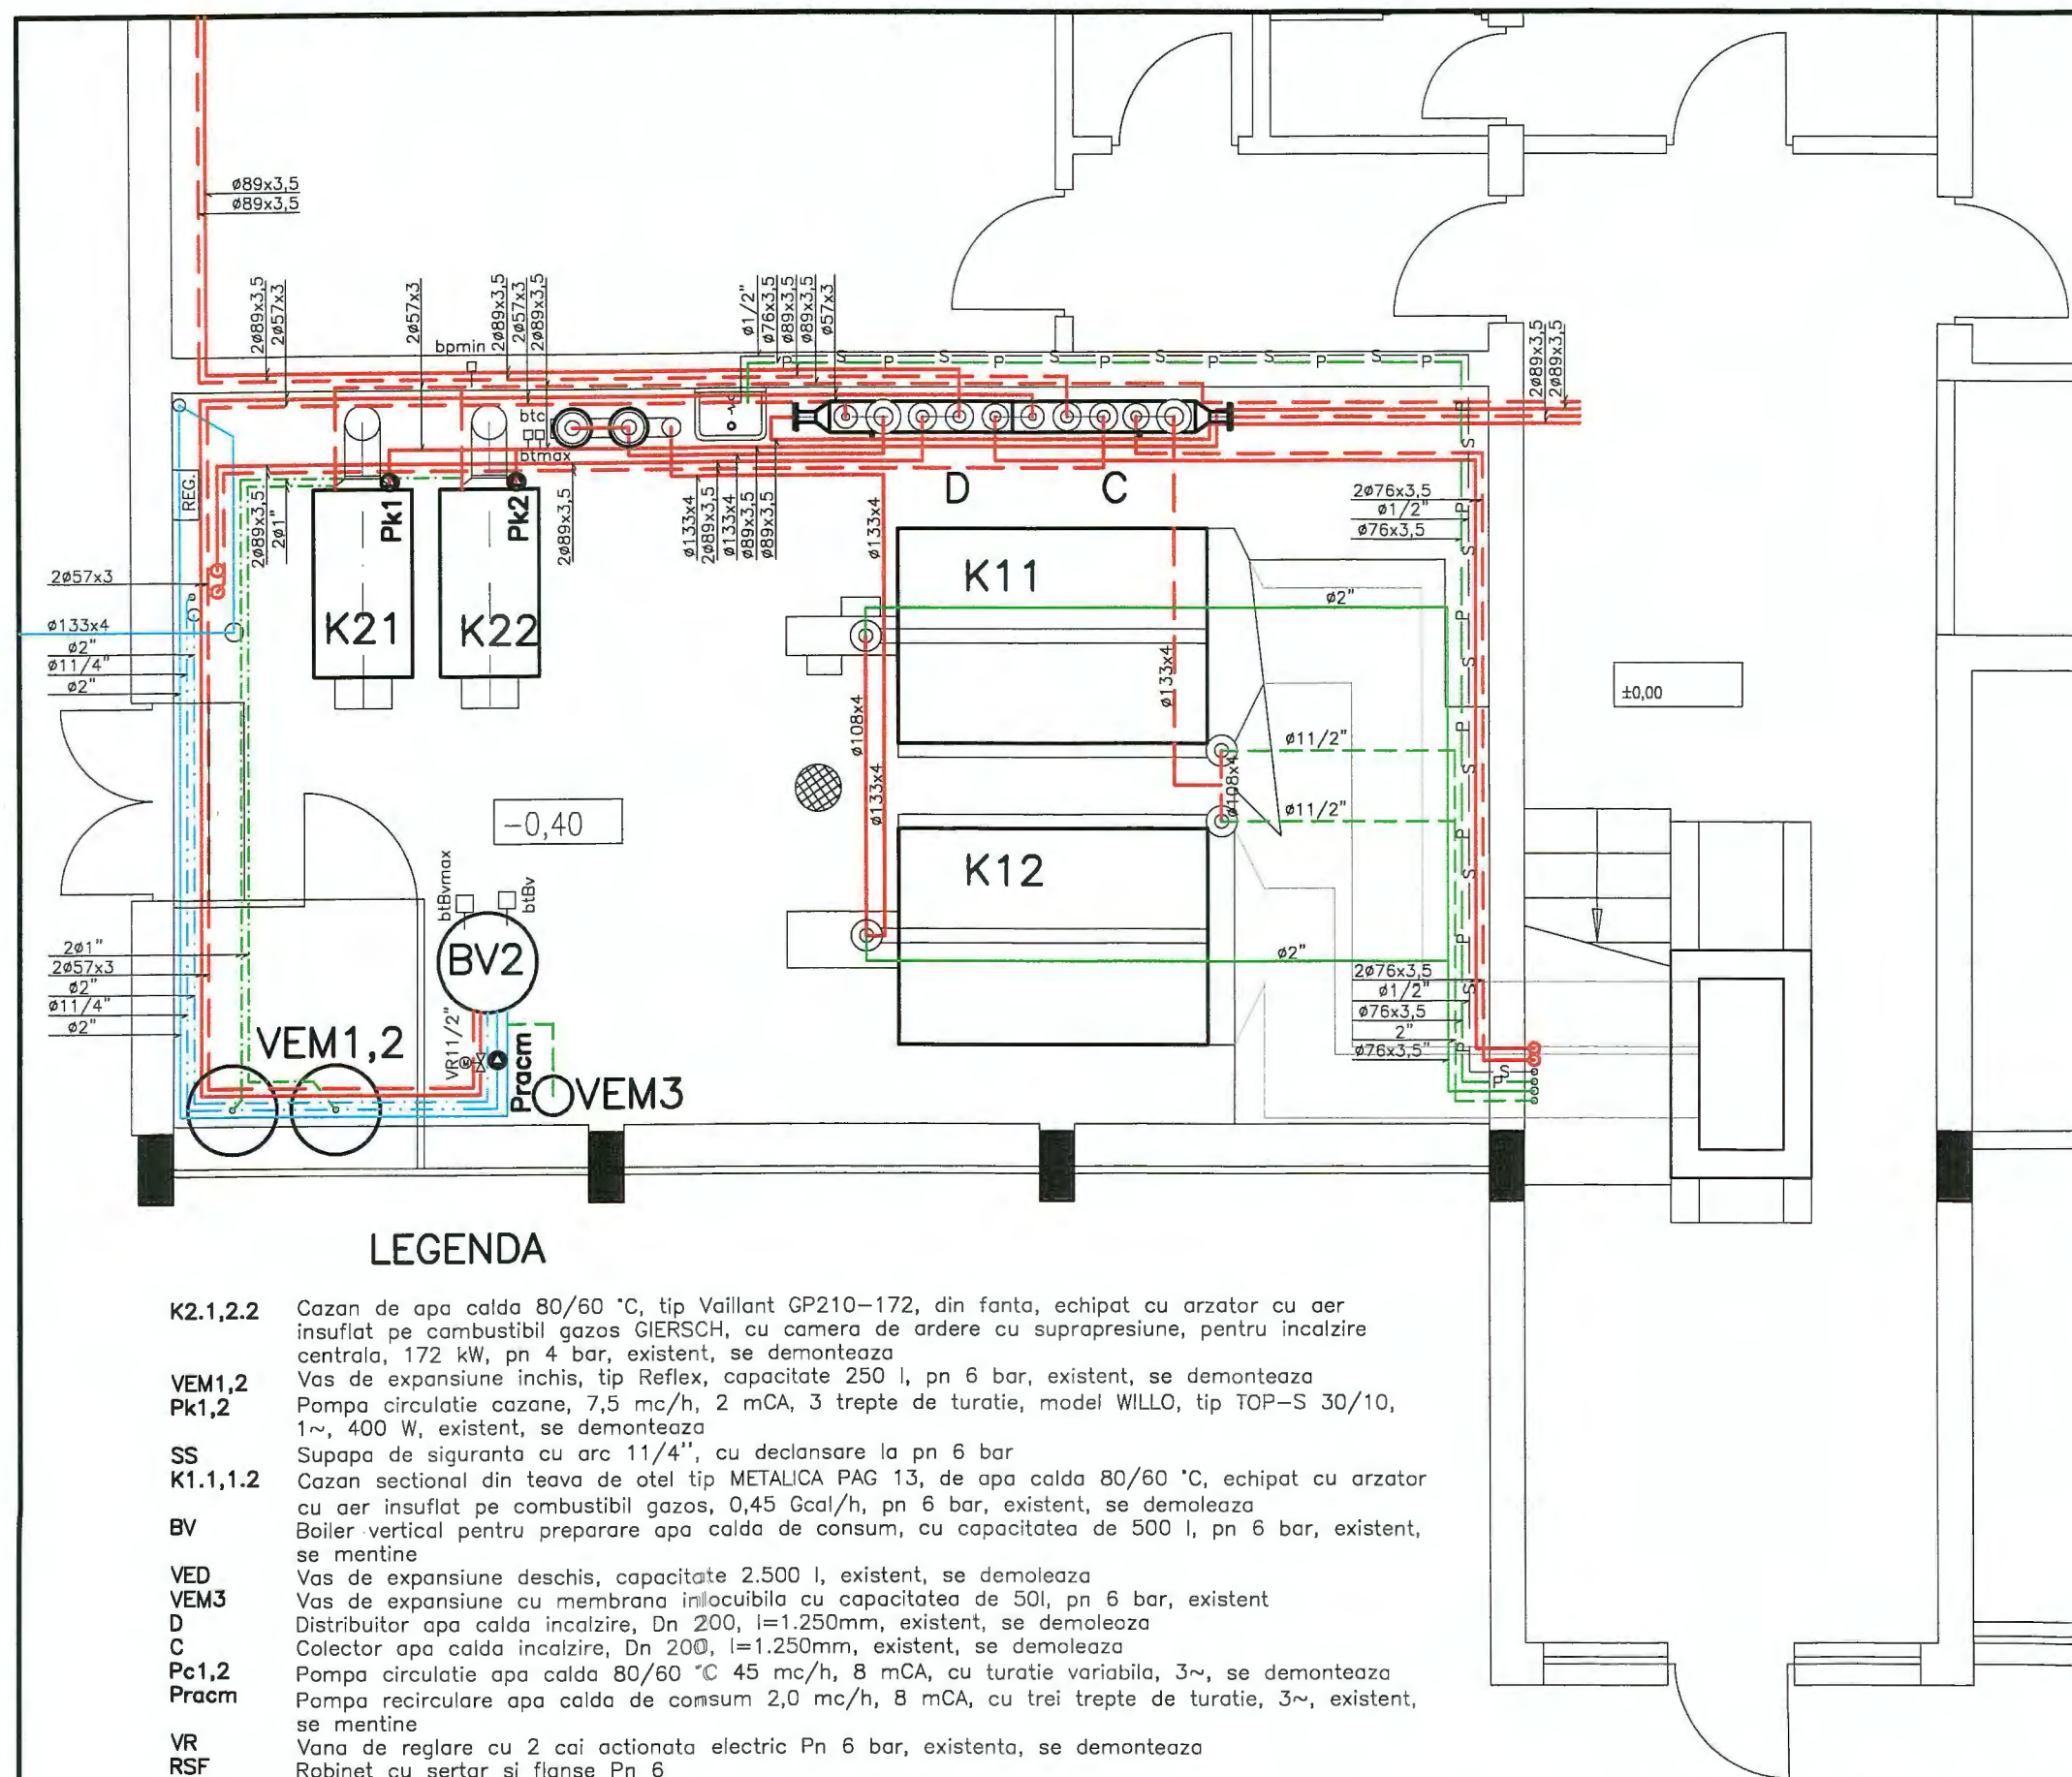 ø89x3,5
ø89x3,5
2ø89x3,5
2ø57x3
2ø57x3
bpmin
2ø89x3,5
2ø57x3
2ø89x3,5
ø1/2"
ø76x3,5
ø89x3,5
ø89x3,5
ø57x3
2ø89x3,5
2ø89x3,5
P S P S P S P S P S P S P
btc
btmax
REG.
2ø89x3,5
2ø1"
Pk1
Pk2
2ø89x3,5
ø133x4
2ø89x3,5
ø133x4
ø89x3,5
ø89x3,5
ø133x4
D
C
2ø76x3,5
ø1/2"
ø76x3,5
K11
K21
K22
2ø57x3
ø133x4
ø2"
ø11/4"
ø2"
ø2"
ø133x4
ø108x4
ø133x4
ø11/2"
ø108x4
ø11/2"
±0,00
-0,40
K12
btBvmax
btBv
BV2
2ø1"
2ø57x3
ø2"
ø11/4"
ø2"
ø2"
2ø76x3,5
ø1/2"
ø76x3,5
2"
ø76x3,5"
VEM1,2
VR11/2"
Pracm
VEM3
S
P
LEGENDA
K2.1,2.2 Cazan de apa calda 80/60 °C, tip Vaillant GP210-172, din fanta, echipat cu arzator cu aer
insuflat pe cambustibil gazos GIERSCH, cu camera de ardere cu suprapresiune, pentru incalzire
centrala, 172 kW, pn 4 bar, existent, se demonteaza
VEM1,2 Vas de expansiune inchis, tip Reflex, capacitate 250 l, pn 6 bar, existent, se demonteaza
Pk1,2 Pompa circulatie cazane, 7,5 mc/h, 2 mCA, 3 trepte de turatie, model WILLO, tip TOP-S 30/10,
1~, 400 W, existent, se demonteaza
SS Supapa de siguranta cu arc 11/4'', cu declansare la pn 6 bar
K1.1,1.2 Cazan sectional din teava de otel tip METALICA PAG 13, de apa calda 80/60 °C, echipat cu arzator
cu aer insuflat pe combustibil gazos, 0,45 Gcal/h, pn 6 bar, existent, se demoleaza
BV Boiler vertical pentru preparare apa calda de consum, cu capacitatea de 500 l, pn 6 bar, existent,
se mentine
VED Vas de expansiune deschis, capacitate 2.500 l, existent, se demoleaza
VEM3 Vas de expansiune cu membrana inlocuibila cu capacitatea de 50l, pn 6 bar, existent
D Distribuitor apa calda incalzire, Dn 200, l=1.250mm, existent, se demoleaza
C Colector apa calda incalzire, Dn 200, l=1.250mm, existent, se demoleaza
Pc1,2 Pompa circulatie apa calda 80/60 °C 45 mc/h, 8 mCA, cu turatie variabila, 3~, se demonteaza
Pracm Pompa recirculare apa calda de comsum 2,0 mc/h, 8 mCA, cu trei trepte de turatie, 3~, existent,
se mentine
VR Vana de reglare cu 2 cai actionata electric Pn 6 bar, existenta, se demonteaza
RSF Robinet cu sertar si flanse Pn 6